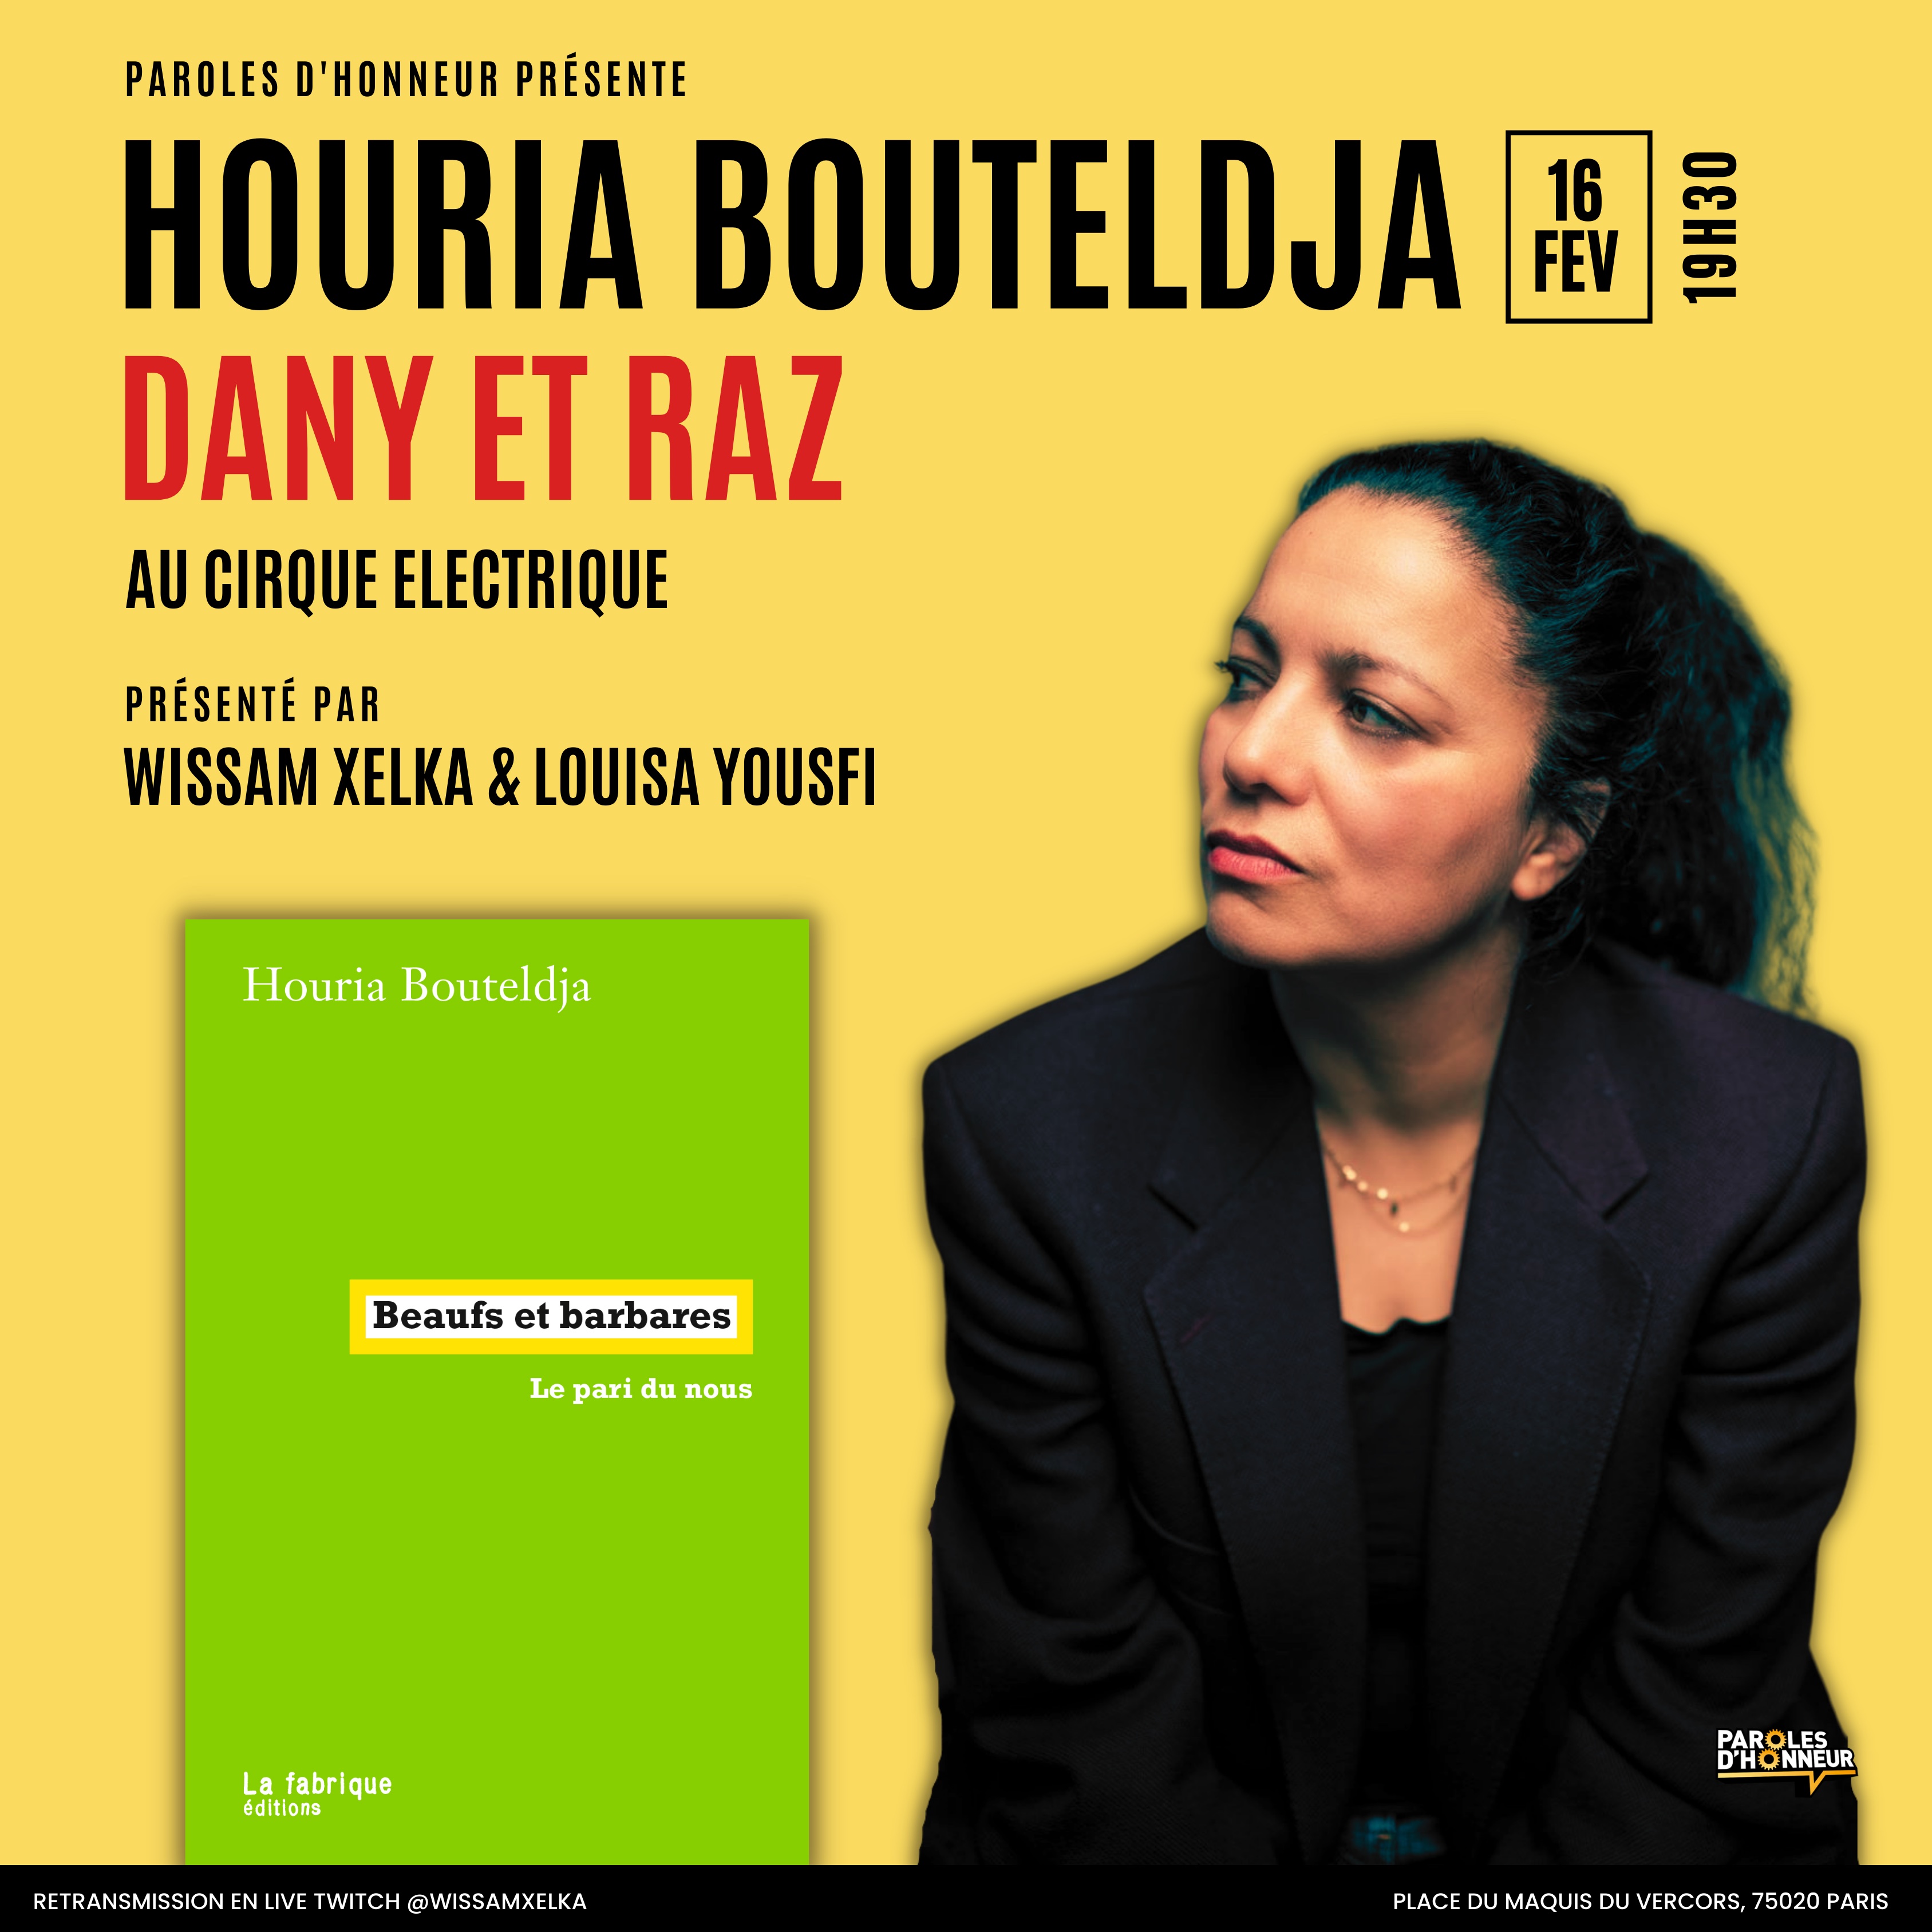 PAROLES D'HONNEUR PRÉSENTE
HOURIA BOUTELDJA
16
FEV
19H30
DANY ET RAZ
AU CIRQUE ELECTRIQUE
PRÉSENTÉ PAR
WISSAM XELKA & LOUISA YOUSFI
Houria Bouteldja
Beaufs et barbares
Le pari du nous
La fabrique
éditions
PAROLES
D'HONNEUR
RETRANSMISSION EN LIVE TWITCH @WISSAMXELKA
PLACE DU MAQUIS DU VERCORS, 75020 PARIS